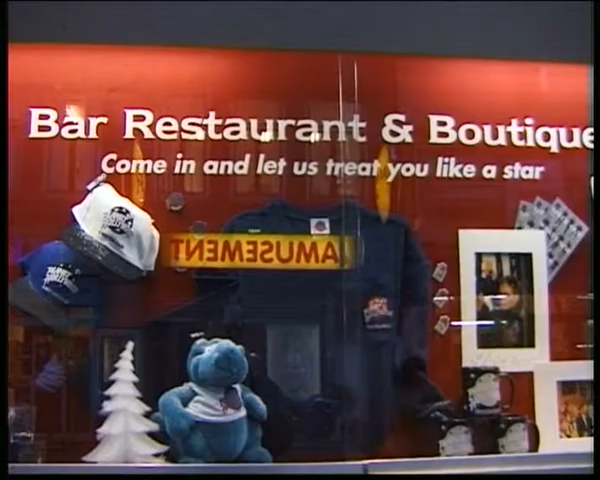 Bar Restaurant & Boutique
Come in and let us treat you like a star
AMUSEMENT